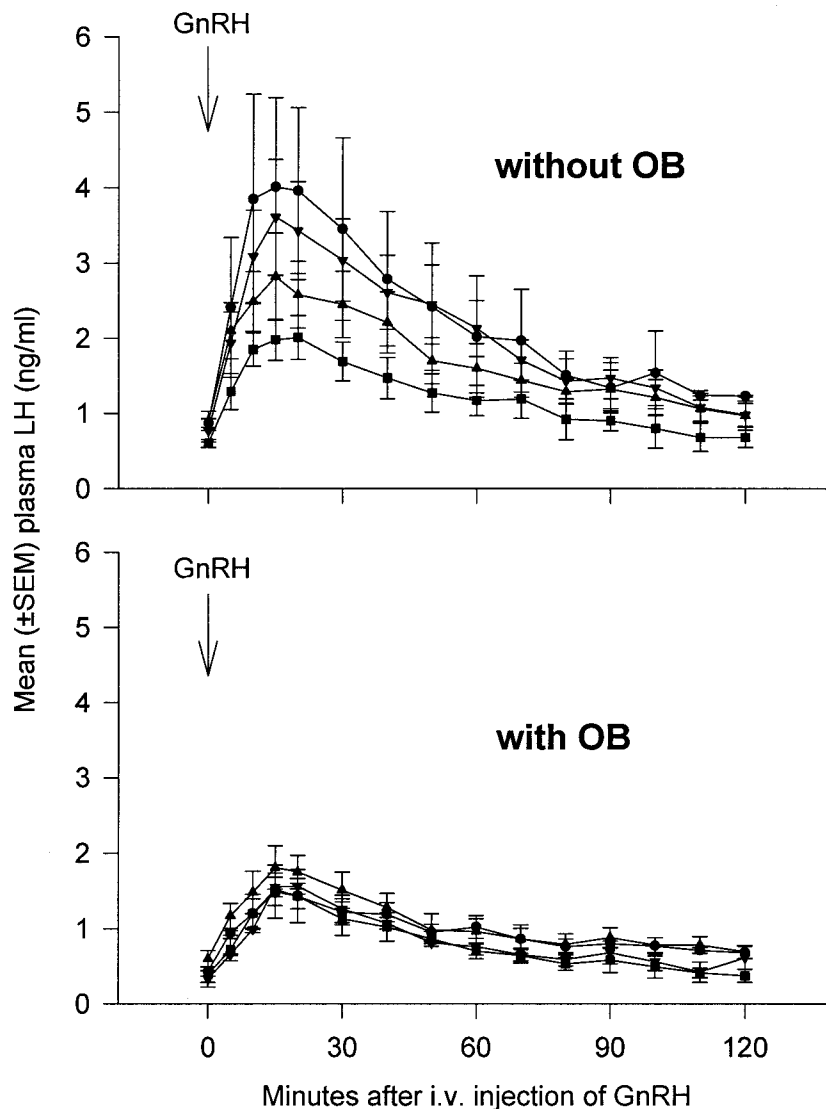 GnRH
6
5
4
3
2
1
0
without OB
GnRH
6
5
4
3
2
1
0
with OB
0 30 60 90 120
Mean (±SEM) plasma LH (ng/ml)
Minutes after i.v. injection of GnRH